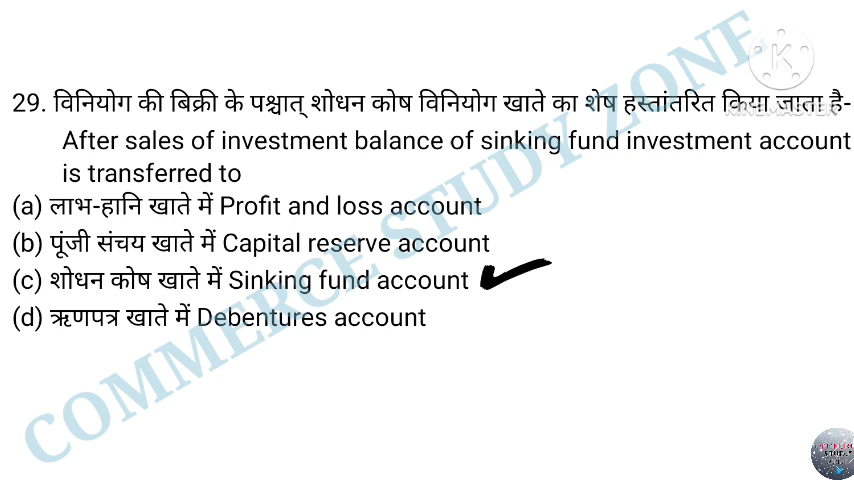 29. विनियोग की बिक्री के पश्चात् शोधन कोष विनियोग खाते का शेष हस्तांतरित किया जाता है-
After sales of investment balance of sinking fund investment account
is transferred to
(a) लाभ-हानि खाते में Profit and loss account
(b) पूंजी संचय खाते में Capital reserve account
(c) शोधन कोष खाते में Sinking fund account
(d) ऋणपत्र खाते में Debentures account
COMMERCE STUDY ZONE
KINEMASTER